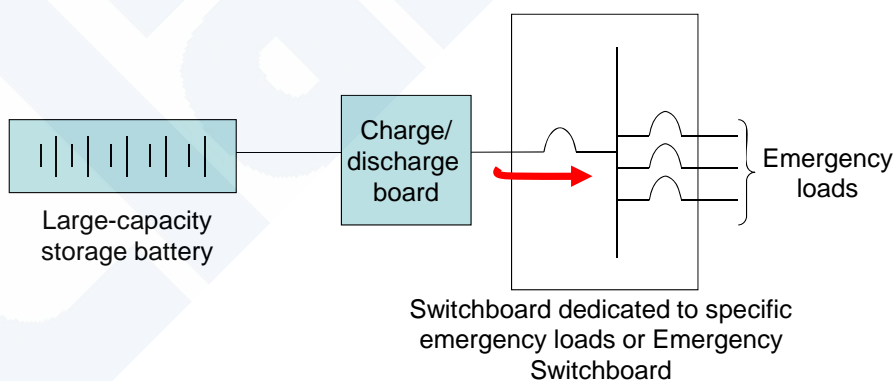 Charge/
discharge
board
Emergency
loads
Large-capacity
storage battery
Switchboard dedicated to specific
emergency loads or Emergency
Switchboard